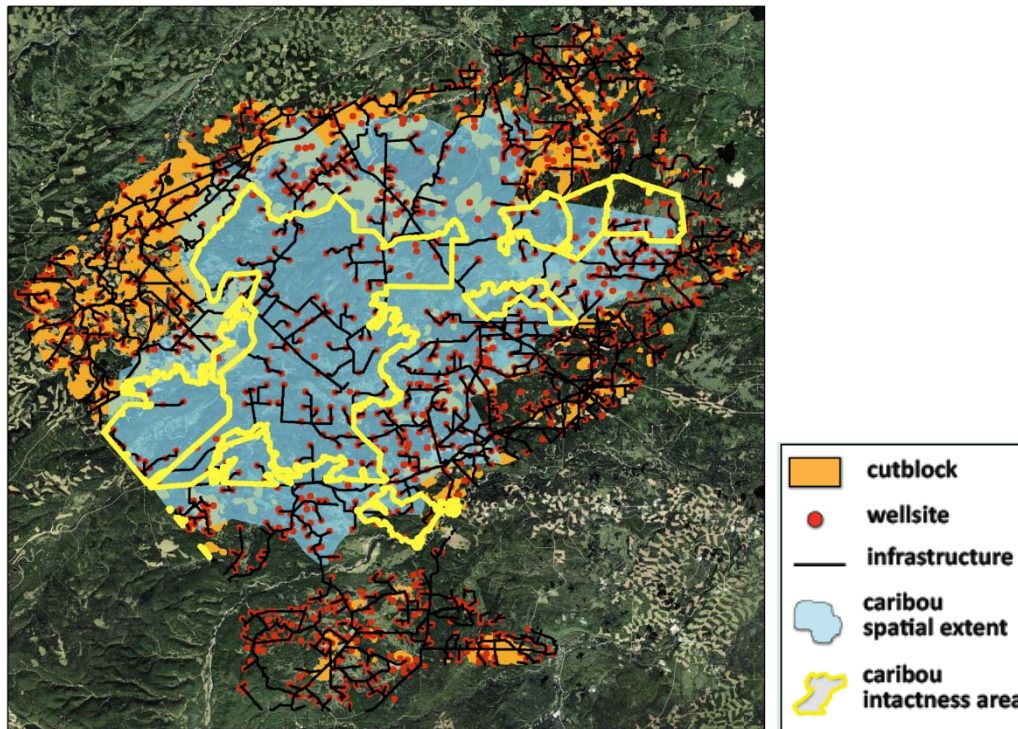 cutblock
wellsite
infrastructure
caribou
spatial extent
caribou
intactness area